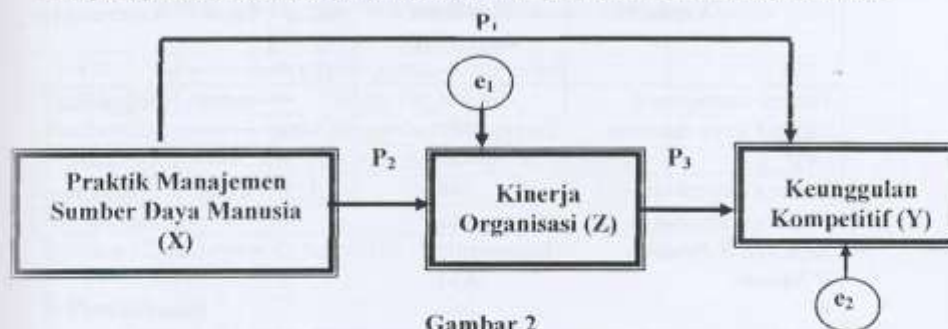 P₁
e₁
P₂
P₃
Praktik Manajemen
Sumber Daya Manusia
(X)
Kinerja
Organisasi (Z)
Keunggulan
Kompetitif (Y)
e₂
Gambar 2